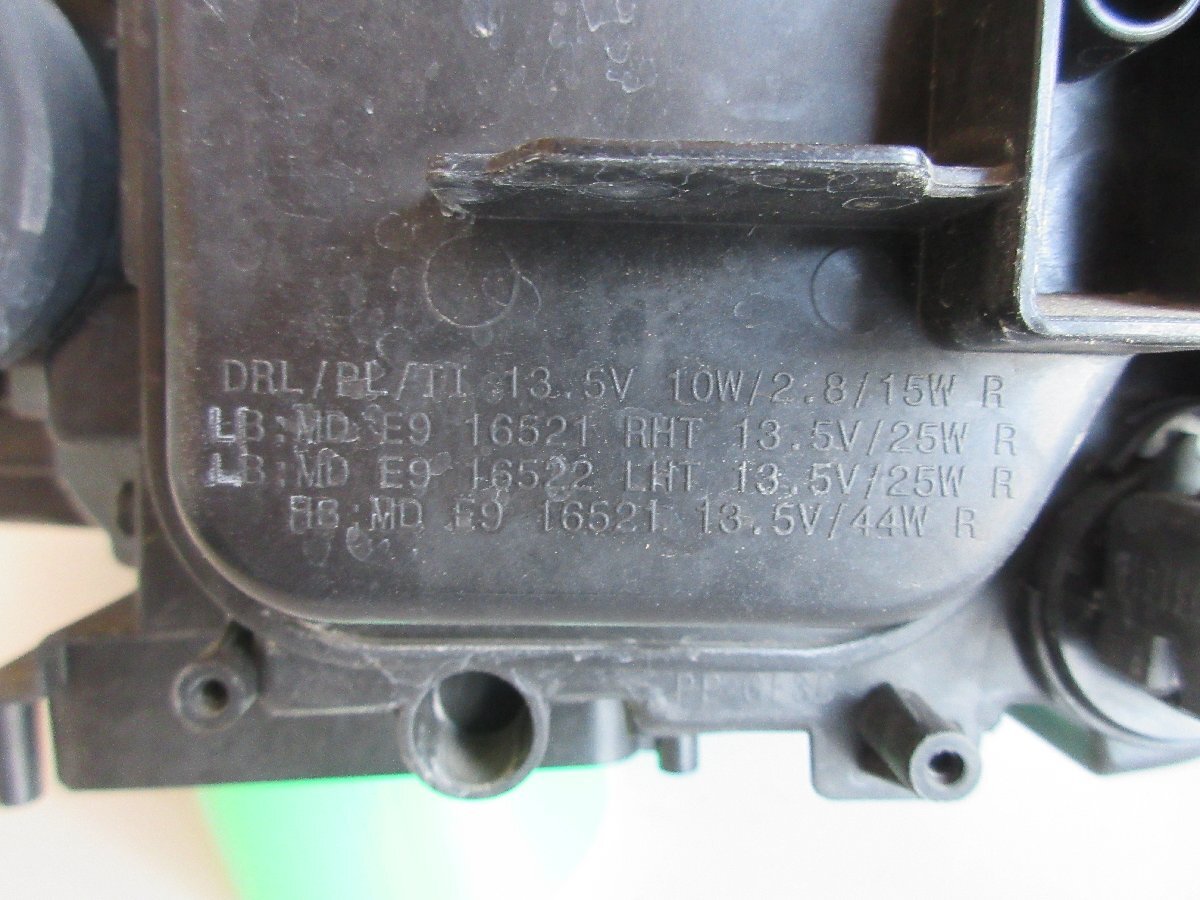 DRL/PL/TI 13.5V 10W/2.8/15W R
LB:MD E9 16521 RHT 13.5V/25W R
LB:MD E9 16522 LHT 13.5V/25W R
HB:MD E9 16521 13.5V/44W R